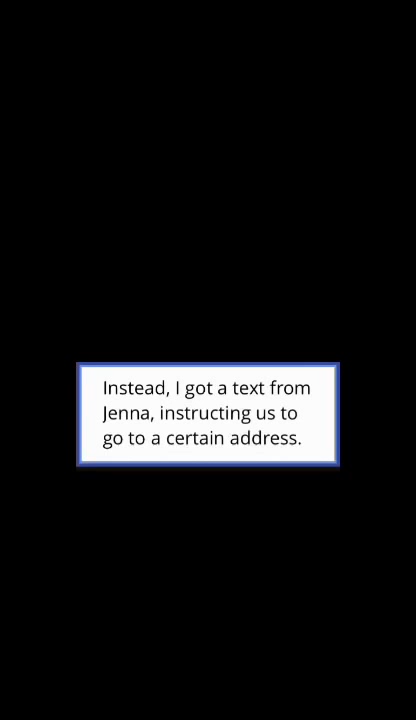 Instead, I got a text from
Jenna, instructing us to
go to a certain address.